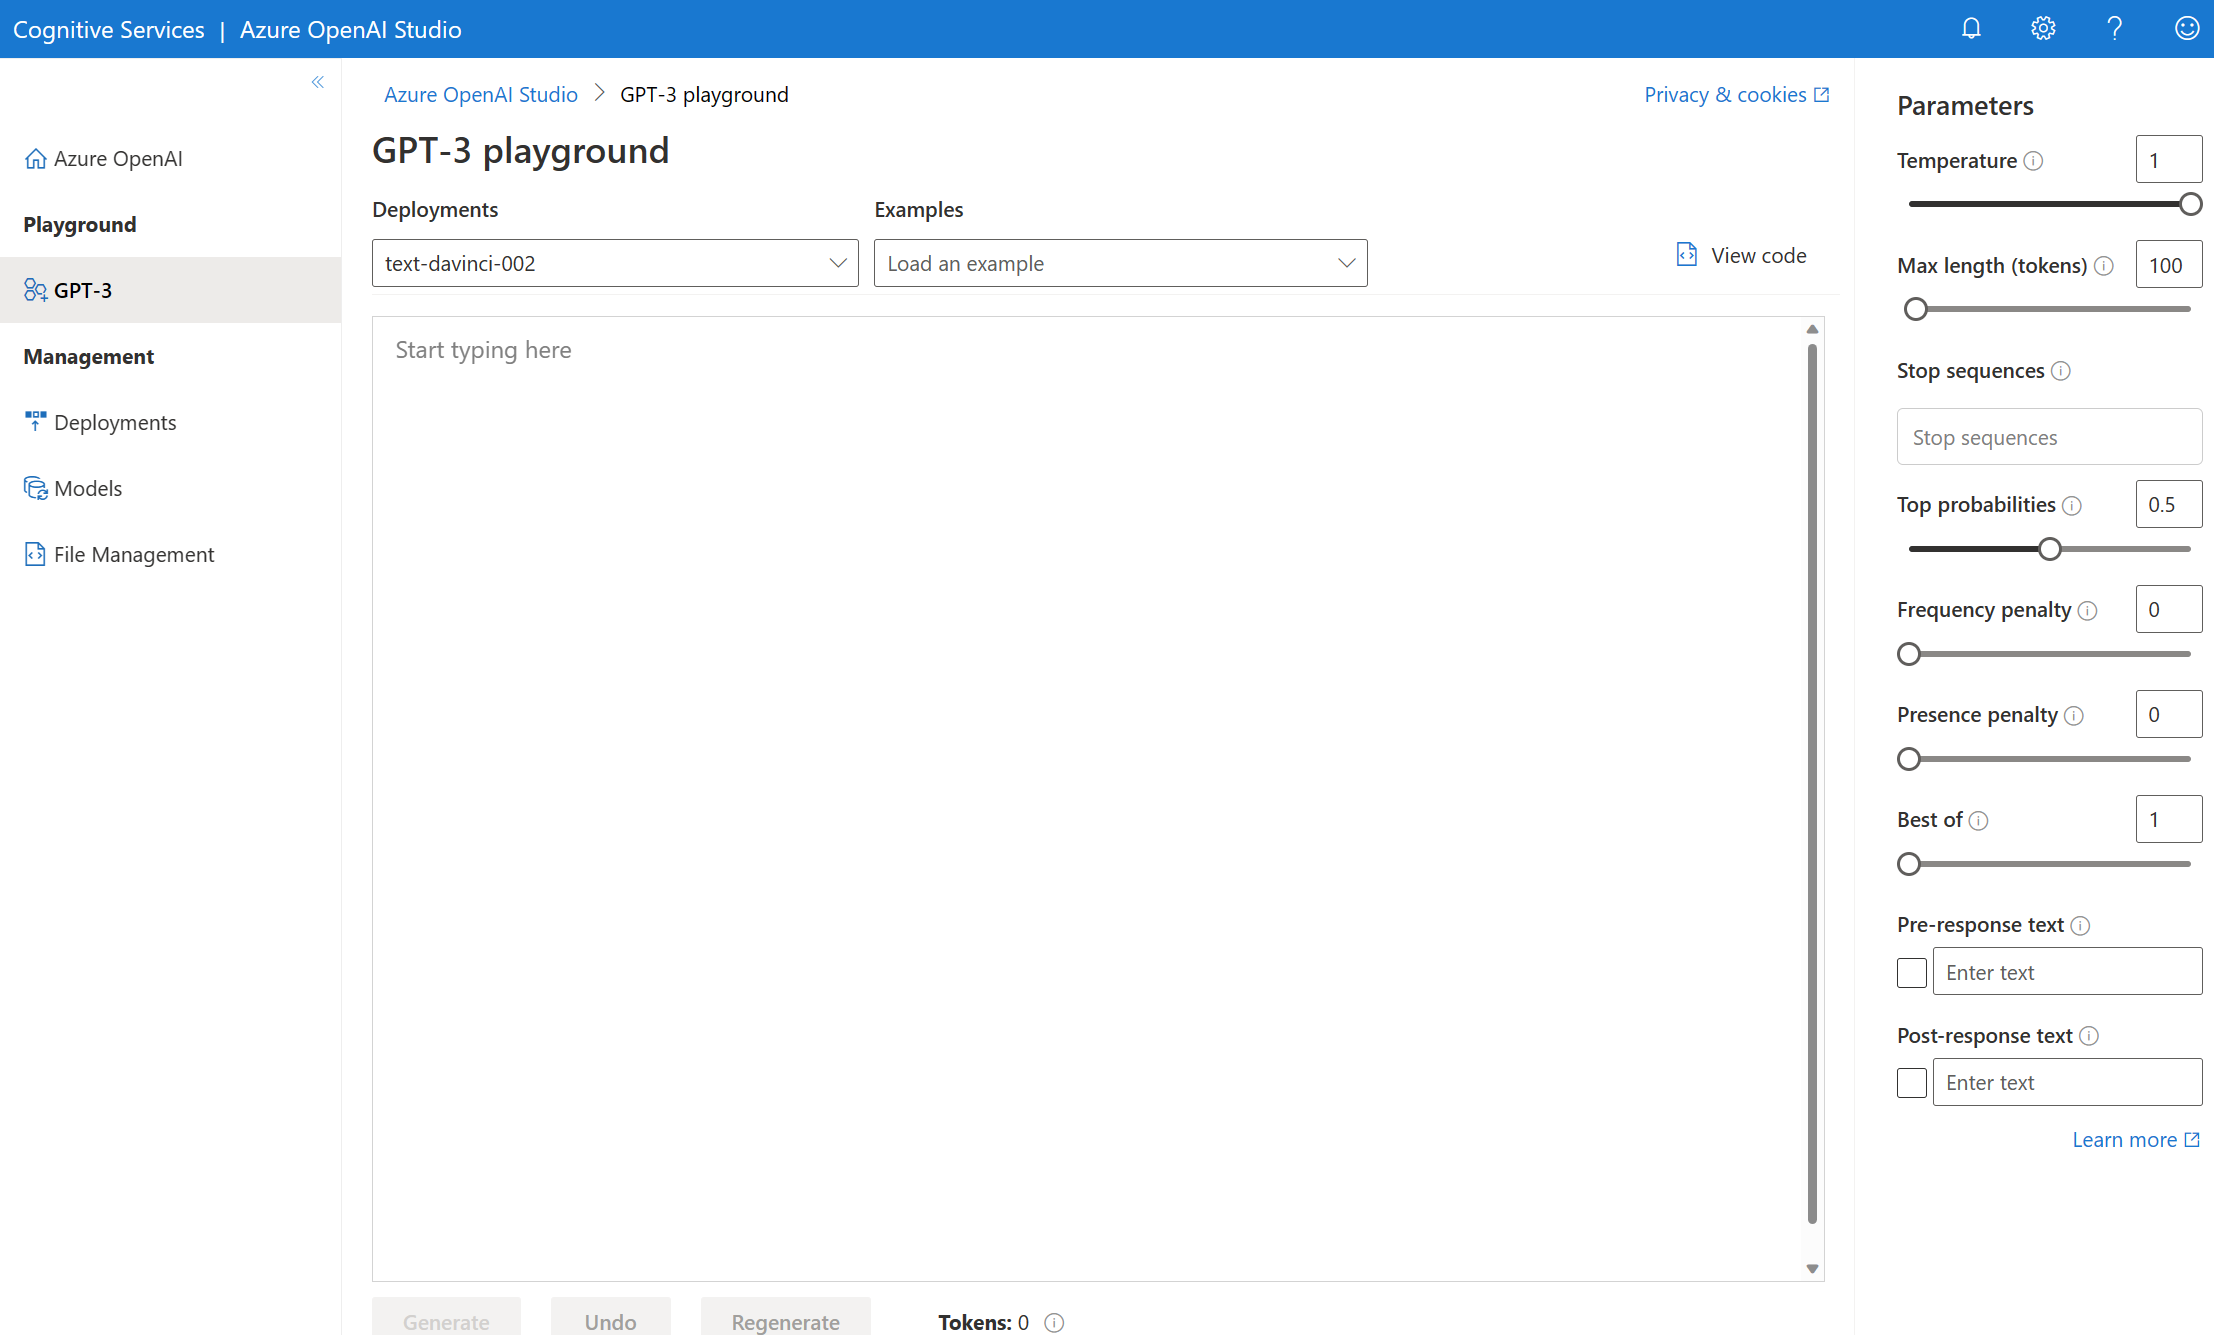 Cognitive Services | Azure OpenAI Studio
Azure OpenAI
Playground
GPT-3
Management
Deployments
Models
File Management
Azure OpenAI Studio > GPT-3 playground
Privacy & cookies
GPT-3 playground
Deployments
Examples
text-davinci-002
Load an example
View code
Start typing here
Generate
Undo
Regenerate
Tokens: 0
Parameters
Temperature
1
Max length (tokens)
100
Stop sequences
Stop sequences
Top probabilities
0.5
Frequency penalty
0
Presence penalty
0
Best of
1
Pre-response text
Enter text
Post-response text
Enter text
Learn more